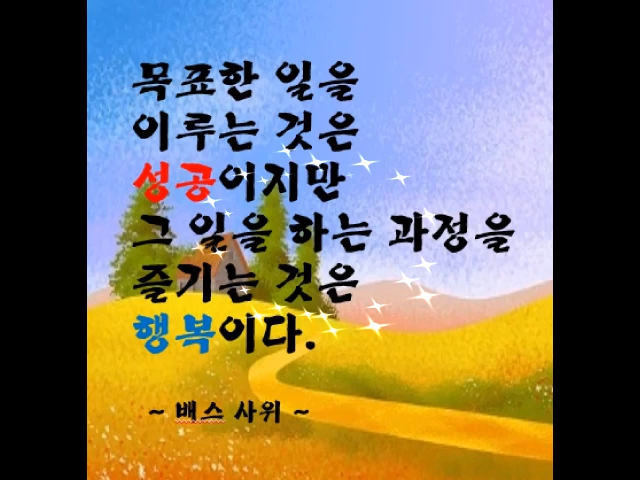 목표한 일을
이루는 것은
성공이지만
그 일을 하는 과정을
즐기는 것은
행복이다.
~ 배스 사위 ~